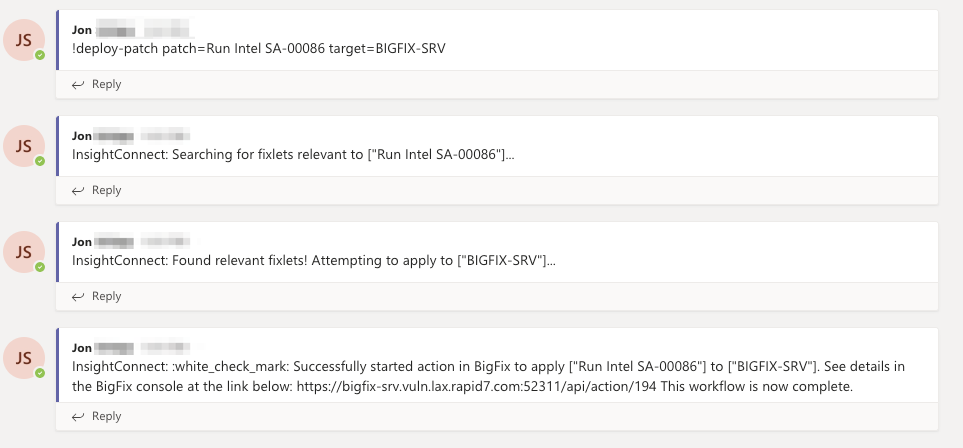 JS
Jon
!deploy-patch patch=Run Intel SA-00086 target=BIGFIX-SRV
Reply
JS
Jon
InsightConnect: Searching for fixlets relevant to ["Run Intel SA-00086"]...
Reply
JS
Jon
InsightConnect: Found relevant fixlets! Attempting to apply to ["BIGFIX-SRV"]...
Reply
JS
Jon
InsightConnect: :white_check_mark: Successfully started action in BigFix to apply ["Run Intel SA-00086"] to ["BIGFIX-SRV"]. See details in
the BigFix console at the link below: https://bigfix-srv.vuln.lax.rapid7.com:52311/api/action/194 This workflow is now complete.
Reply